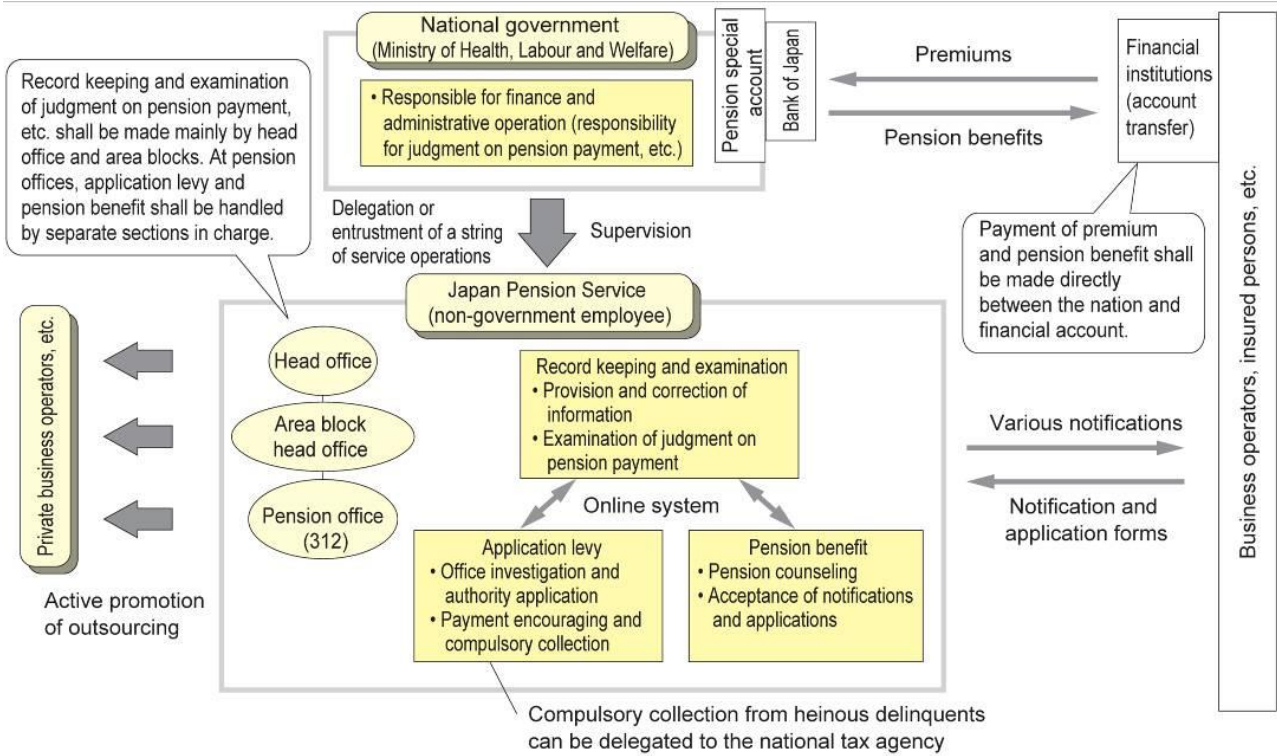 National government
(Ministry of Health, Labour and Welfare)
• Responsible for finance and
administrative operation (responsibility
for judgment on pension payment, etc.)
Pension special
account
Bank of Japan
Premiums
Pension benefits
Financial
institutions
(account
transfer)
Business operators, insured persons, etc.
Record keeping and examination
of judgment on pension payment,
etc. shall be made mainly by head
office and area blocks. At pension
offices, application levy and
pension benefit shall be handled
by separate sections in charge.
Delegation or
entrustment of a string
of service operations
Supervision
Payment of premium
and pension benefit shall
be made directly
between the nation and
financial account.
Japan Pension Service
(non-government employee)
Private business operators, etc.
Head office
Area block
head office
Pension office
(312)
Record keeping and examination
• Provision and correction of
information
• Examination of judgment on
pension payment
Various notifications
Notification and
application forms
Online system
Application levy
• Office investigation and
authority application
• Payment encouraging and
compulsory collection
Pension benefit
• Pension counseling
• Acceptance of notifications
and applications
Active promotion
of outsourcing
Compulsory collection from heinous delinquents
can be delegated to the national tax agency